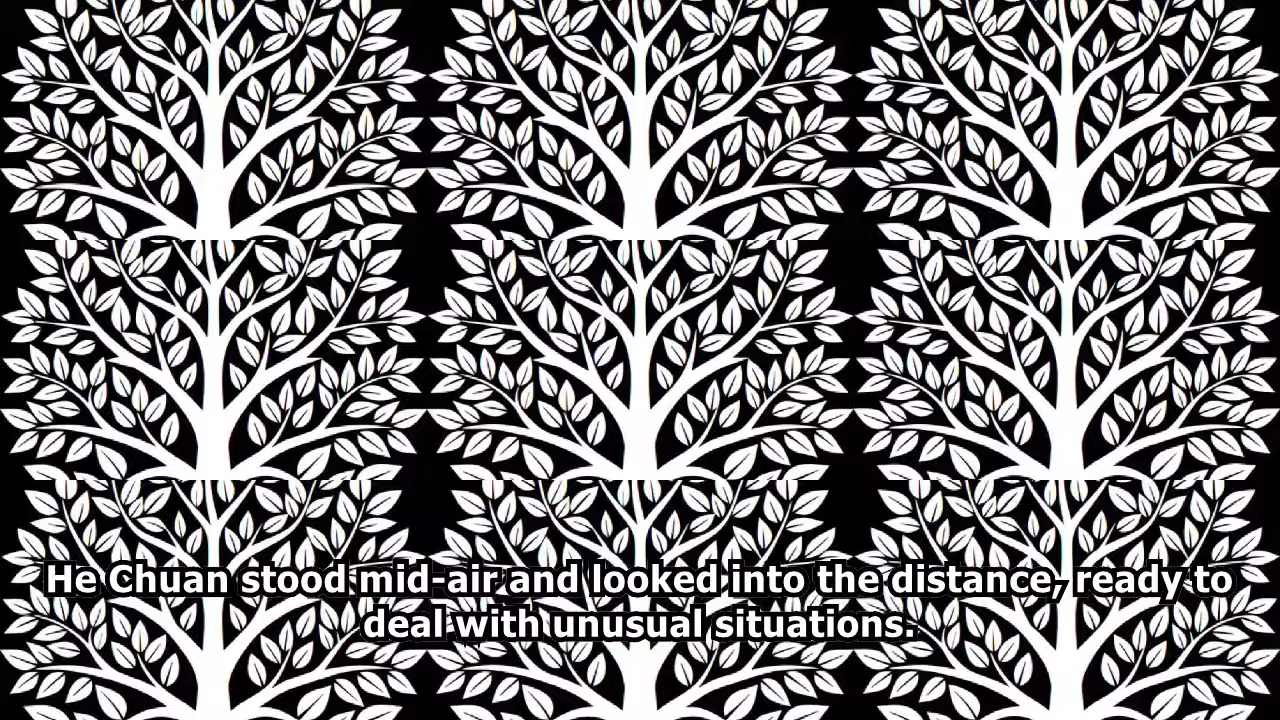 He Chuan stood mid-air and looked into the distance, ready to
deal with unusual situations.